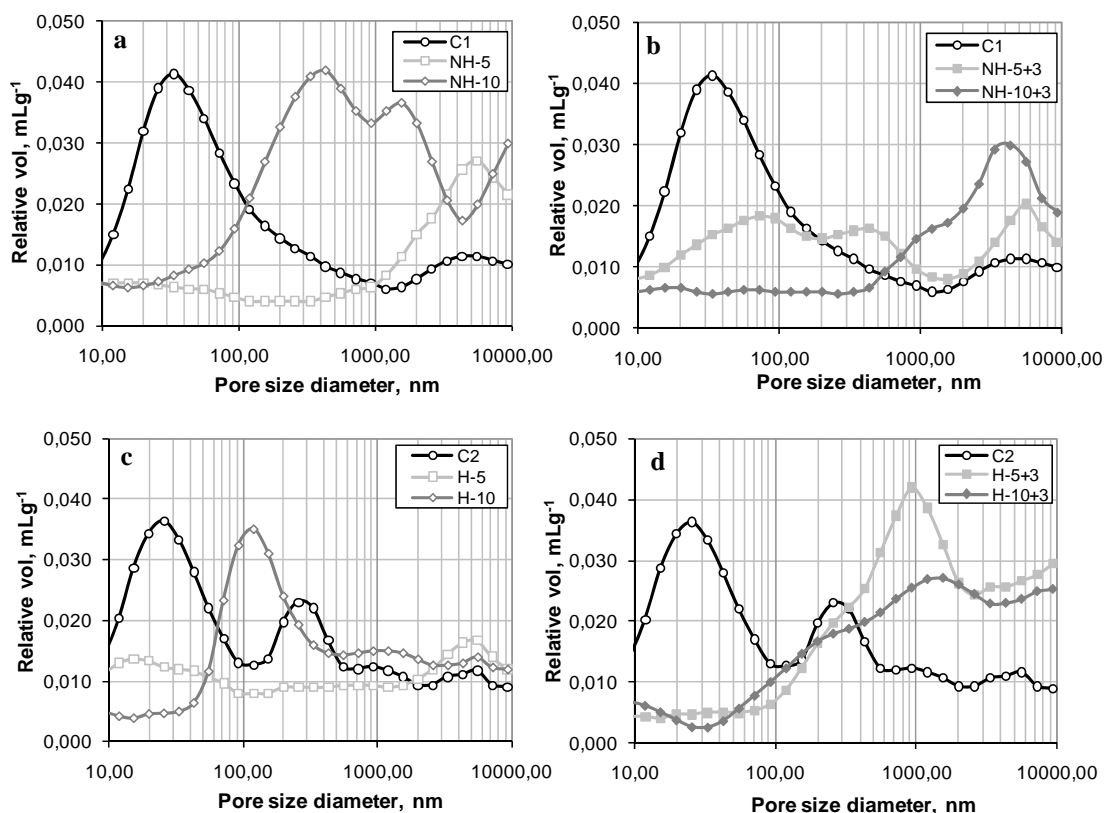 a
C1
NH-5
NH-10
Relative vol, mLg-1
0,050
0,040
0,030
0,020
0,010
0,000
10,00 100,00 1000,00 10000,00
Pore size diameter, nm
b
C1
NH-5+3
NH-10+3
Relative vol, mLg-1
0,050
0,040
0,030
0,020
0,010
0,000
10,00 100,00 1000,00 10000,00
Pore size diameter, nm
c
C2
H-5
H-10
Relative vol, mLg-1
0,050
0,040
0,030
0,020
0,010
0,000
10,00 100,00 1000,00 10000,00
Pore size diameter, nm
d
C2
H-5+3
H-10+3
Relative vol, mLg-1
0,050
0,040
0,030
0,020
0,010
0,000
10,00 100,00 1000,00 10000,00
Pore size diameter, nm